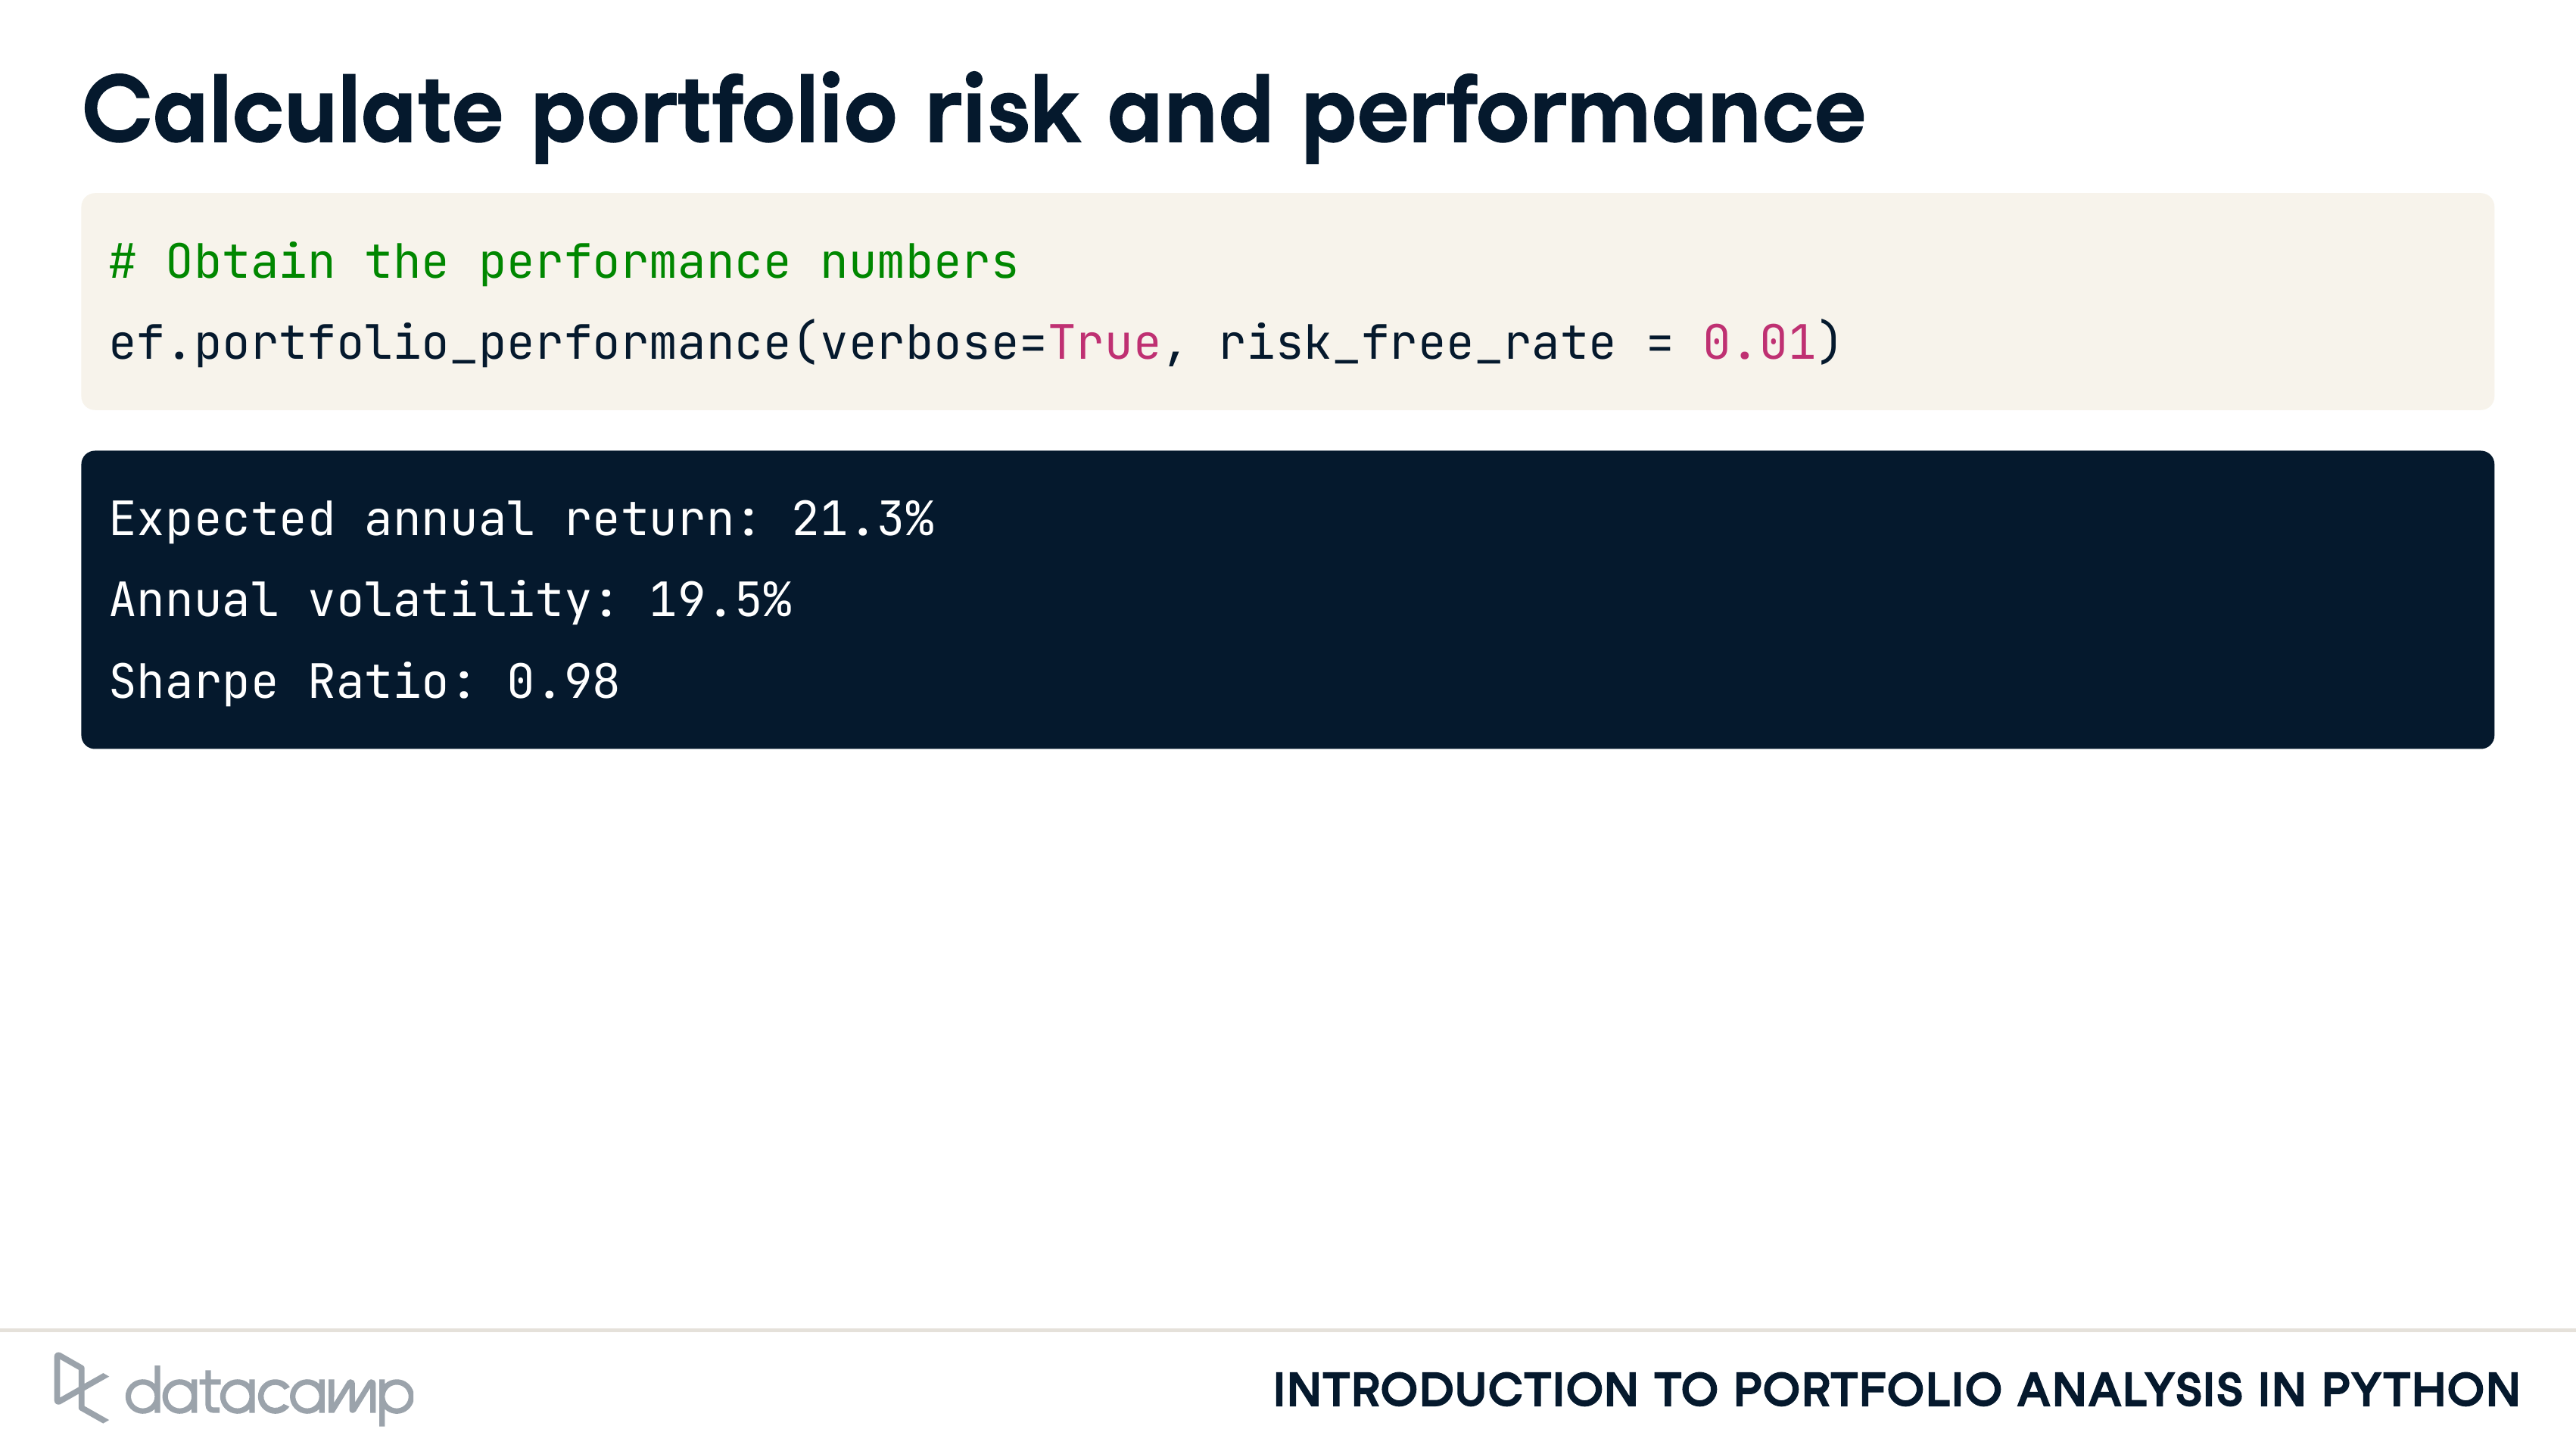 Calculate portfolio risk and performance
# Obtain the performance numbers
ef.portfolio_performance(verbose=True, risk_free_rate = 0.01)
Expected annual return: 21.3%
Annual volatility: 19.5%
Sharpe Ratio: 0.98
datacamp
INTRODUCTION TO PORTFOLIO ANALYSIS IN PYTHON